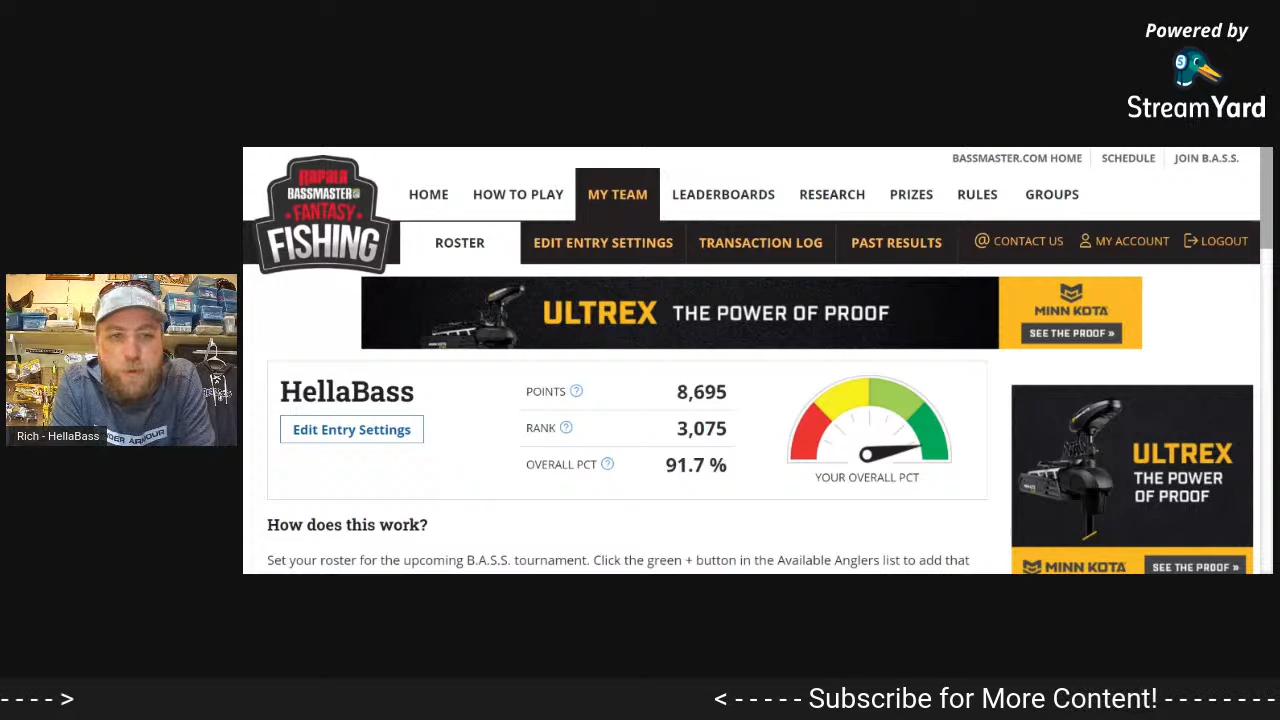 Powered by
StreamYard
BASSMASTER.COM HOME
SCHEDULE
JOIN B.A.S.S.
Rapala
BASSMASTER
FANTASY
FISHING
HOME
HOW TO PLAY
MY TEAM
LEADERBOARDS
RESEARCH
PRIZES
RULES
GROUPS
ROSTER
EDIT ENTRY SETTINGS
TRANSACTION LOG
PAST RESULTS
@ CONTACT US
MY ACCOUNT
LOGOUT
ULTREX THE POWER OF PROOF
MINN KOTA
SEE THE PROOF »
HellaBass
Edit Entry Settings
POINTS ? 8,695
RANK ? 3,075
OVERALL PCT ? 91.7 %
YOUR OVERALL PCT
ULTREX
THE POWER
OF PROOF
MINN KOTA
SEE THE PROOF »
How does this work?
Set your roster for the upcoming B.A.S.S. tournament. Click the green + button in the Available Anglers list to add that
Rich - HellaBass
UNDER ARMOUR
- - - - >
< - - - - - Subscribe for More Content! - - - - - - - -